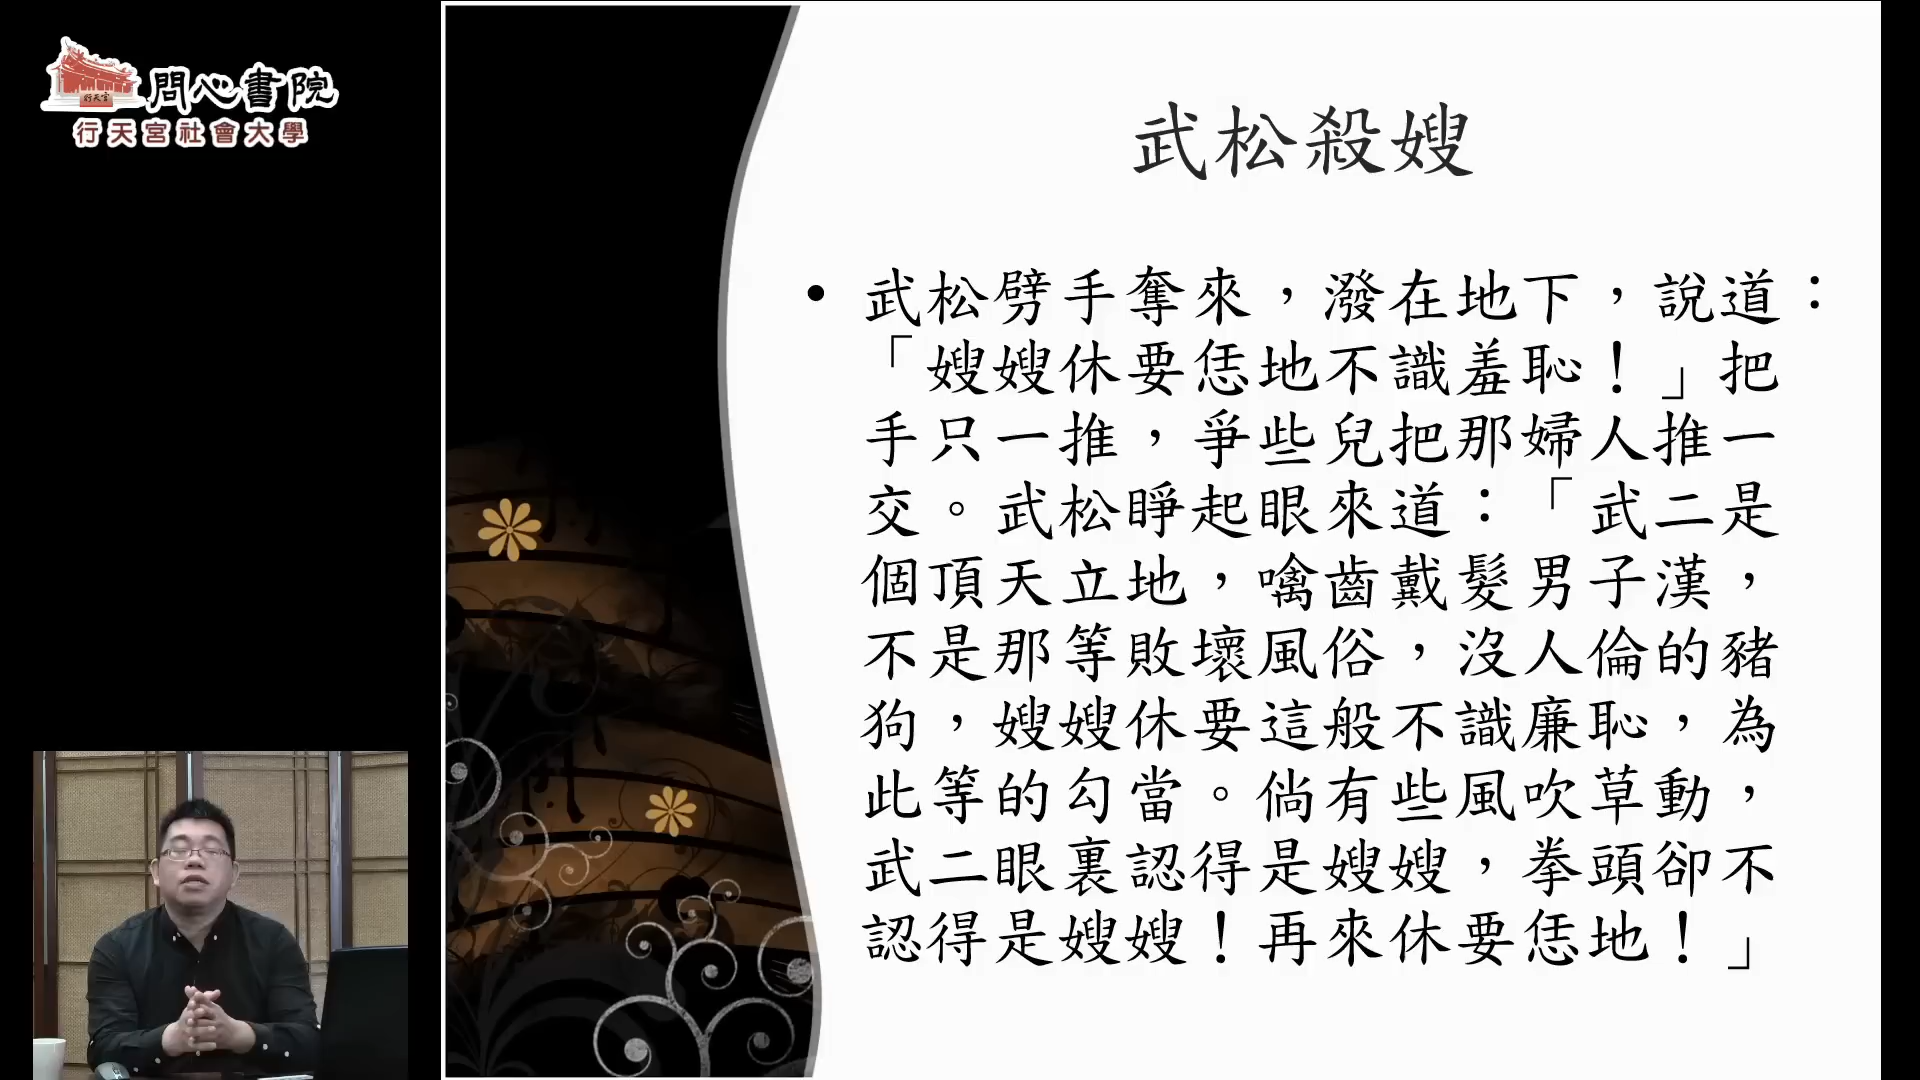 問心書院
行天宮社會大學
行天宮
武松殺嫂
• 武松劈手奪來，潑在地下，說道：
「嫂嫂休要恁地不識羞恥！」把
手只一推，爭些兒把那婦人推一
交。武松睜起眼來道：「武二是
個頂天立地，噙齒戴髮男子漢，
不是那等敗壞風俗，沒人倫的豬
狗，嫂嫂休要這般不識廉恥，為
此等的勾當。倘有些風吹草動，
武二眼裏認得是嫂嫂，拳頭卻不
認得是嫂嫂！再來休要恁地！」